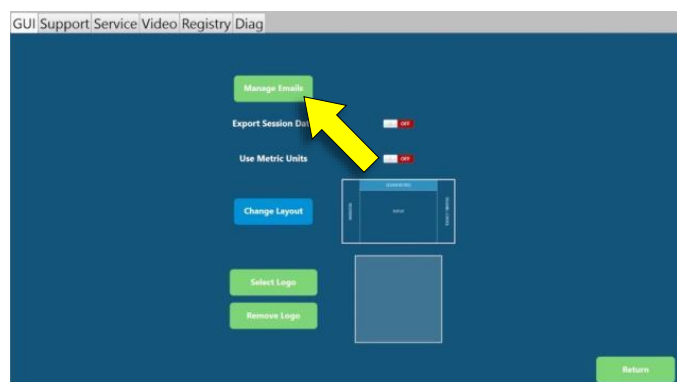 GUI Support Service Video Registry Diag
Manage Emails
Export Session Dat
OFF
Use Metric Units
OFF
Change Layout
Select Logo
Remove Logo
Return